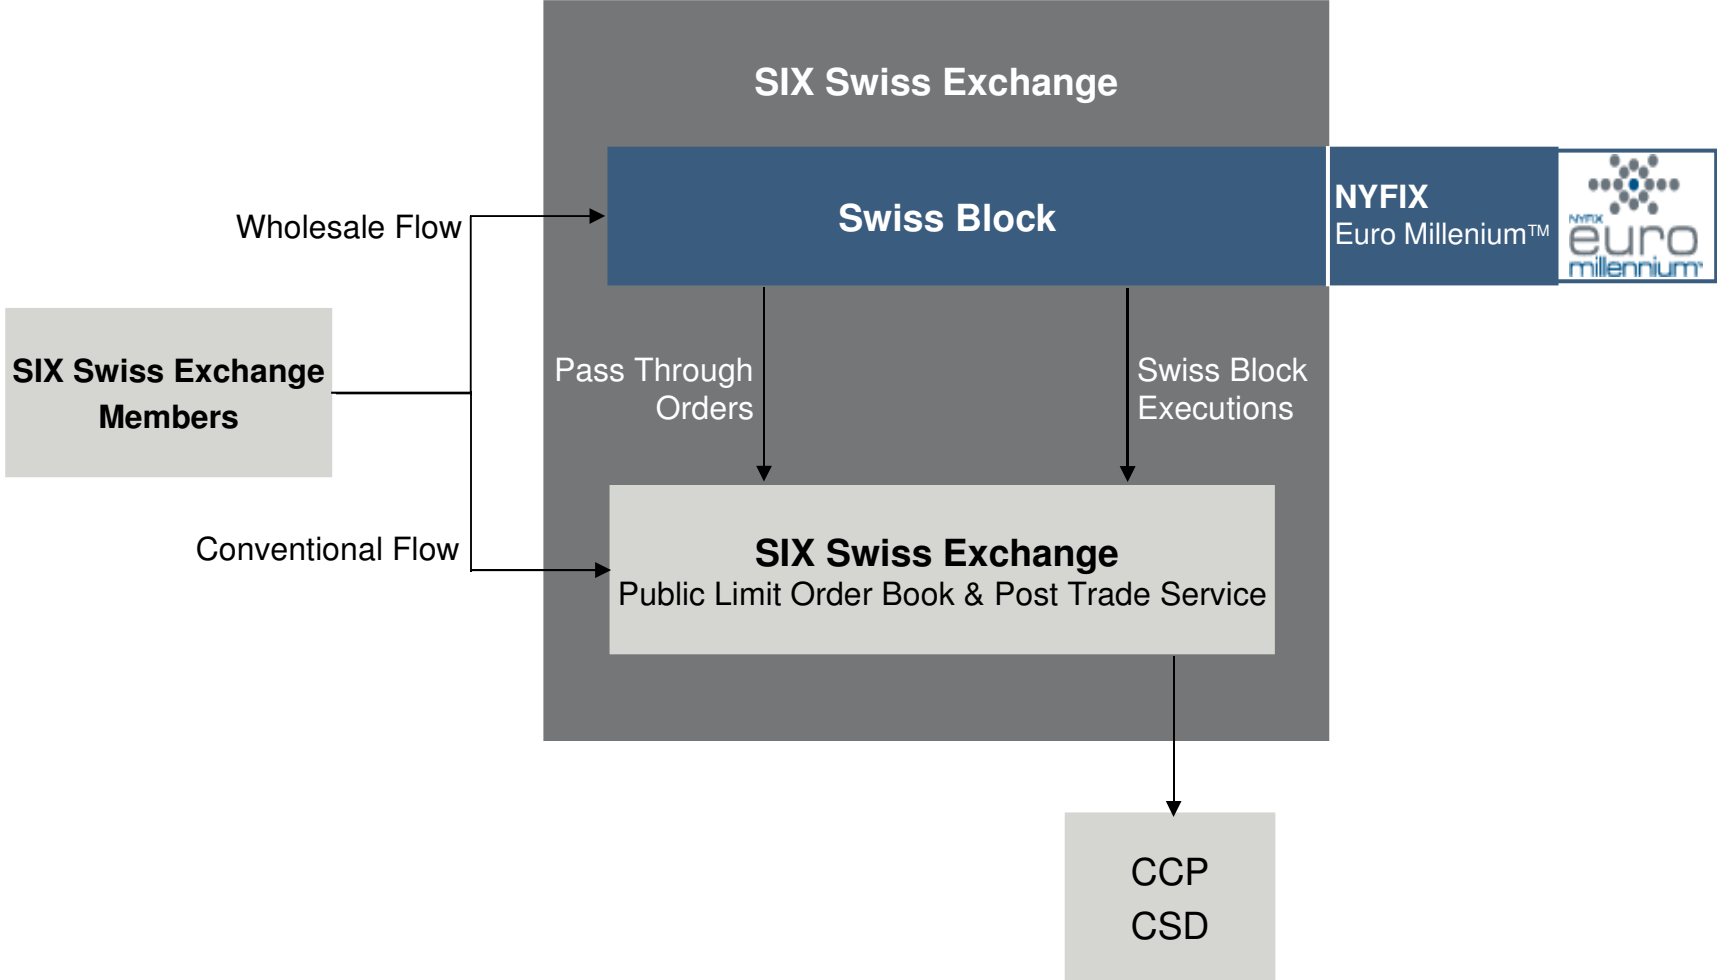 SIX Swiss Exchange
Swiss Block
NYFIX
Euro Millenium™
NYFIX
euro
millennium™
Wholesale Flow
SIX Swiss Exchange
Members
Pass Through
Orders
Swiss Block
Executions
Conventional Flow
SIX Swiss Exchange
Public Limit Order Book & Post Trade Service
CCP
CSD